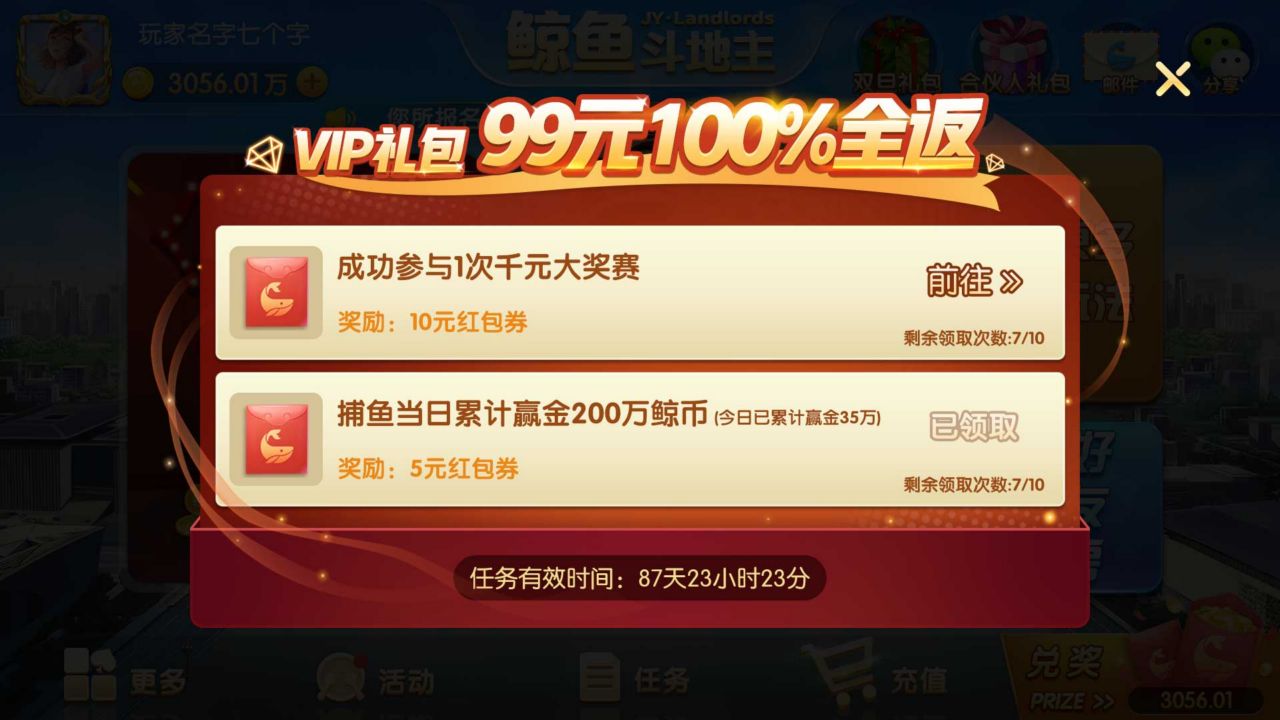 玩家名字七个字
3056.01万
鲸鱼斗地主
JY·Landlords
双旦礼包
合伙人礼包
邮件
分享
您所报名
VIP礼包 99元100%全返
成功参与1次千元大奖赛
前往
奖励：10元红包券
剩余领取次数:7/10
捕鱼当日累计赢金200万鲸币 (今日已累计赢金35万)
已领取
奖励：5元红包券
剩余领取次数:7/10
任务有效时间：87天23小时23分
更多
活动
任务
充值
兑奖
PRIZE >>
3056.01